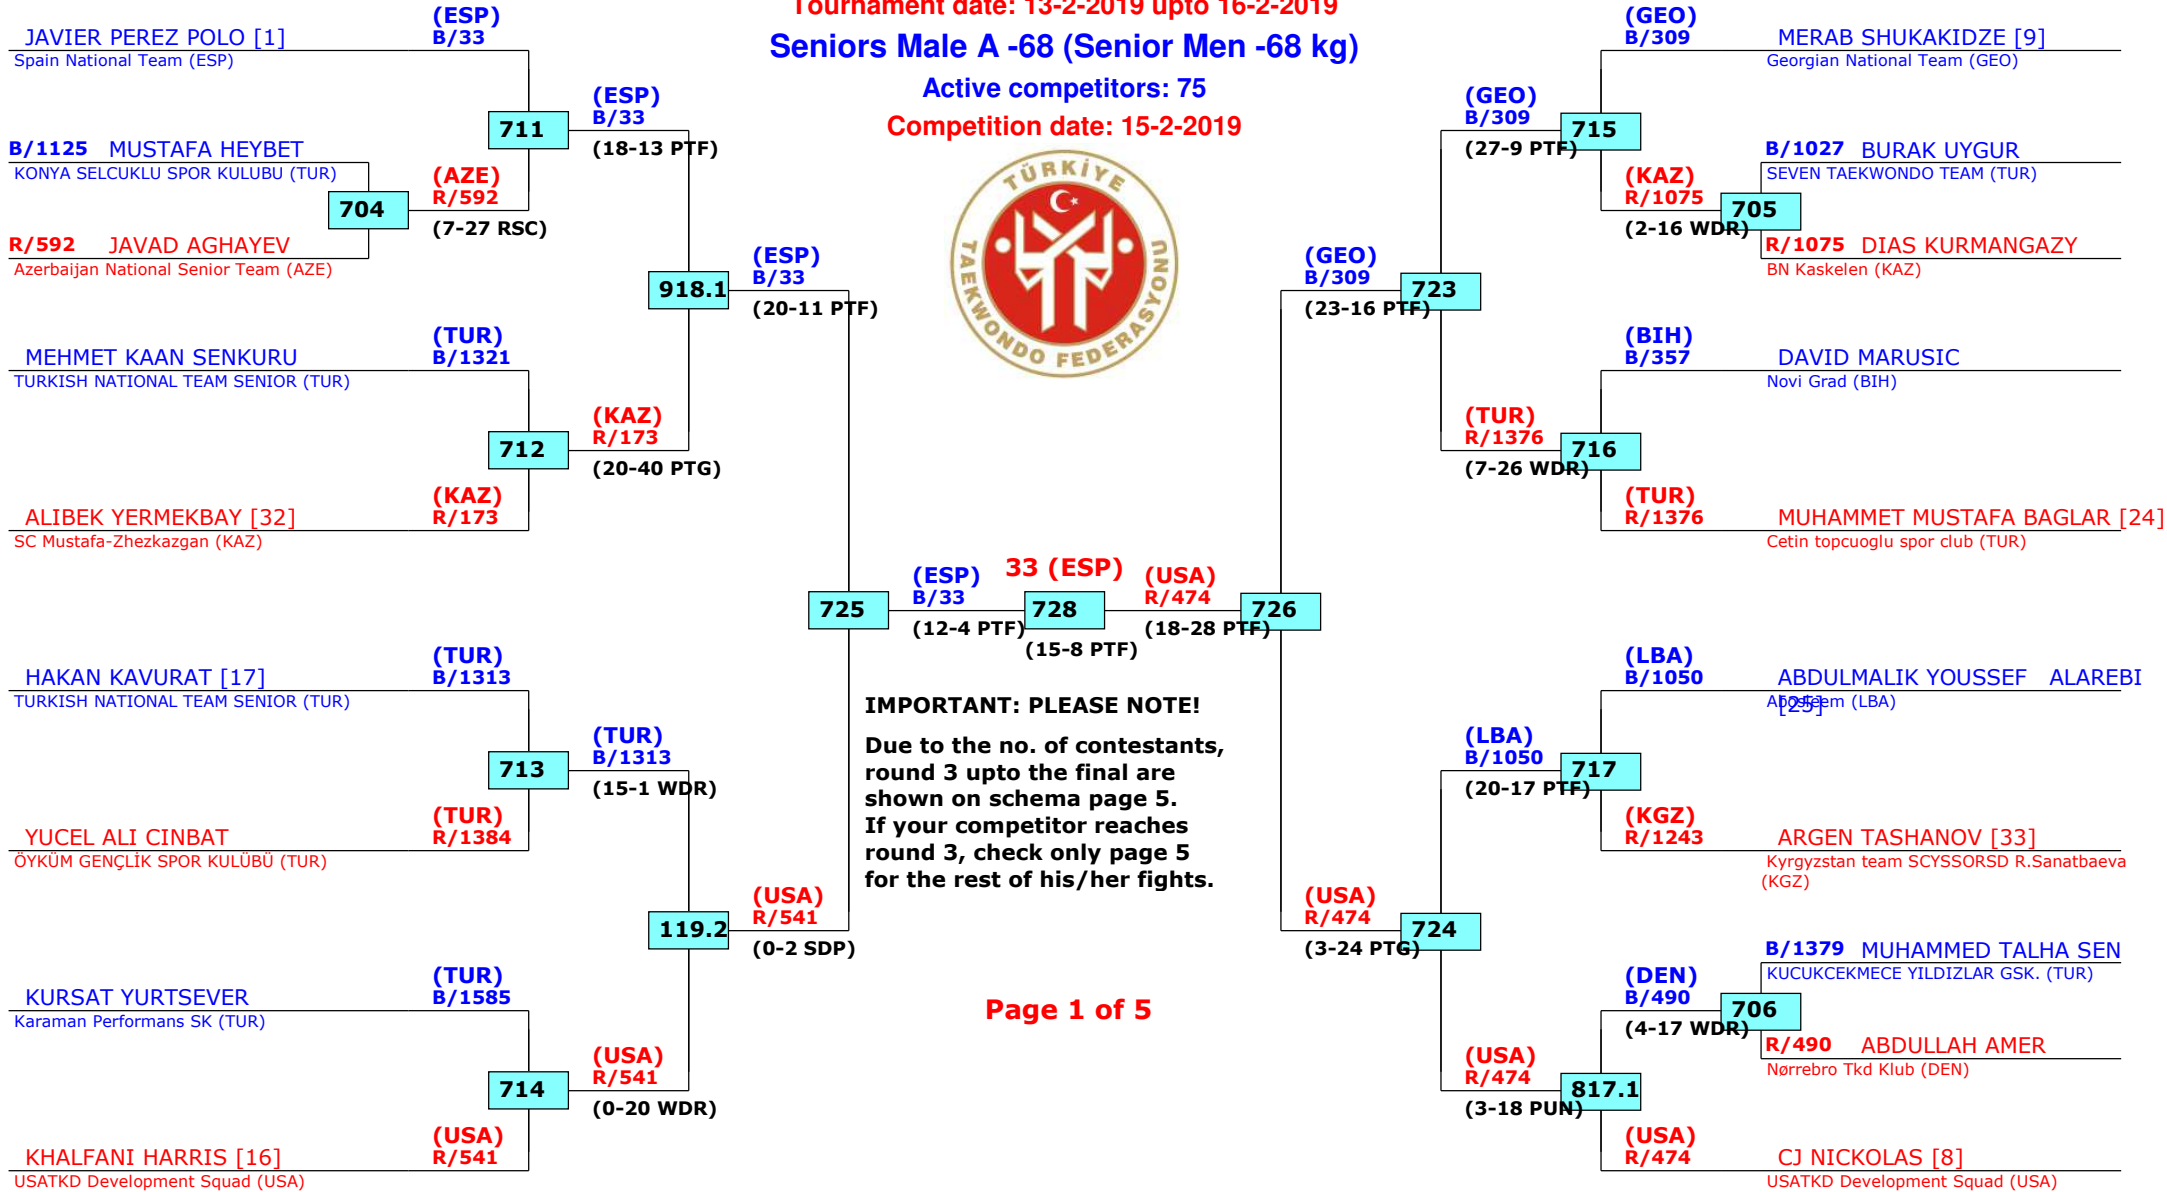 Tournament date: 13-2-2019 upto 16-2-2019
Seniors Male A -68 (Senior Men -68 kg)
Active competitors: 75
Competition date: 15-2-2019
TÜRKİYE
TAEKWONDO FEDERASYONU
JAVIER PEREZ POLO [1]
Spain National Team (ESP)
(ESP)
B/33
B/1125 MUSTAFA HEYBET
KONYA SELCUKLU SPOR KULUBU (TUR)
704
R/592 JAVAD AGHAYEV
Azerbaijan National Senior Team (AZE)
(AZE)
R/592
(7-27 RSC)
711
(ESP)
B/33
(18-13 PTF)
MEHMET KAAN SENKURU
TURKISH NATIONAL TEAM SENIOR (TUR)
(TUR)
B/1321
712
(KAZ)
R/173
(20-40 PTG)
ALIBEK YERMEKBAY [32]
SC Mustafa-Zhezkazgan (KAZ)
(KAZ)
R/173
918.1
(ESP)
B/33
(20-11 PTF)
HAKAN KAVURAT [17]
TURKISH NATIONAL TEAM SENIOR (TUR)
(TUR)
B/1313
713
(TUR)
B/1313
(15-1 WDR)
YUCEL ALI CINBAT
ÖYKÜM GENÇLİK SPOR KULÜBÜ (TUR)
(TUR)
R/1384
119.2
(USA)
R/541
(0-2 SDP)
KURSAT YURTSEVER
Karaman Performans SK (TUR)
(TUR)
B/1585
714
(USA)
R/541
(0-20 WDR)
KHALFANI HARRIS [16]
USATKD Development Squad (USA)
(USA)
R/541
725
(ESP)
B/33
(12-4 PTF)
33 (ESP)
728
(15-8 PTF)
(USA)
R/474
(18-28 PTF)
726
IMPORTANT: PLEASE NOTE!
Due to the no. of contestants,
round 3 upto the final are
shown on schema page 5.
If your competitor reaches
round 3, check only page 5
for the rest of his/her fights.
Page 1 of 5
(GEO)
B/309
MERAB SHUKAKIDZE [9]
Georgian National Team (GEO)
(GEO)
B/309
(27-9 PTF)
715
B/1027 BURAK UYGUR
SEVEN TAEKWONDO TEAM (TUR)
(KAZ)
R/1075
(2-16 WDR)
705
R/1075 DIAS KURMANGAZY
BN Kaskelen (KAZ)
(GEO)
B/309
(23-16 PTF)
723
(BIH)
B/357
DAVID MARUSIC
Novi Grad (BIH)
(TUR)
R/1376
(7-26 WDR)
716
(TUR)
R/1376
MUHAMMET MUSTAFA BAGLAR [24]
Cetin topcuoglu spor club (TUR)
(LBA)
B/1050
ABDULMALIK YOUSSEF ALAREBI
[25]
(LBA)
(LBA)
B/1050
(20-17 PTF)
717
(KGZ)
R/1243
ARGEN TASHANOV [33]
Kyrgyzstan team SCYSSORSD R.Sanatbaeva
(KGZ)
(USA)
R/474
(3-24 PTG)
724
B/1379 MUHAMMED TALHA SEN
KUCUKCEKMECE YILDIZLAR GSK. (TUR)
(DEN)
B/490
(4-17 WDR)
706
R/490 ABDULLAH AMER
Nørrebro Tkd Klub (DEN)
(USA)
R/474
(3-18 PUN)
817.1
(USA)
R/474
CJ NICKOLAS [8]
USATKD Development Squad (USA)